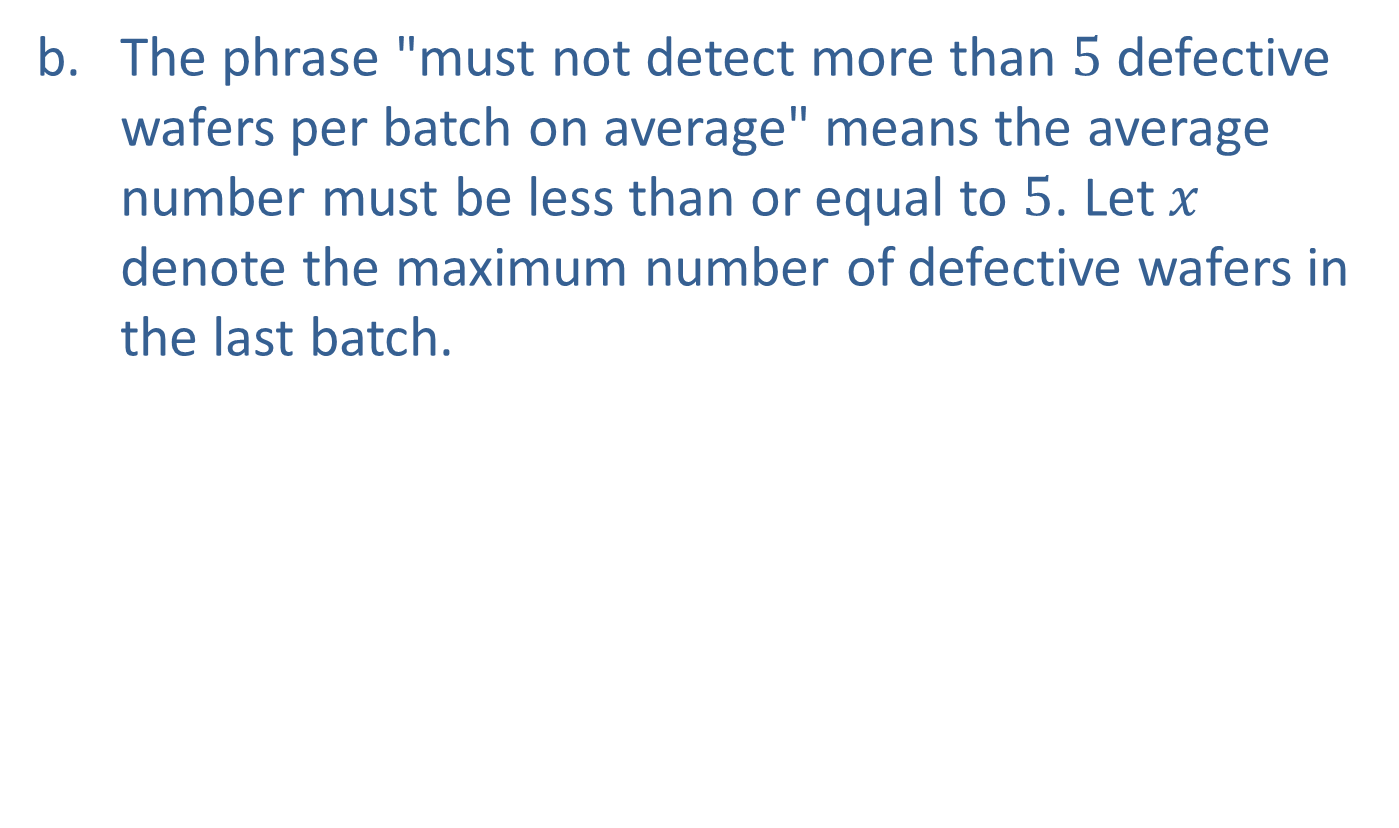 b. The phrase "must not detect more than 5 defective
wafers per batch on average" means the average
number must be less than or equal to 5. Let x
denote the maximum number of defective wafers in
the last batch.